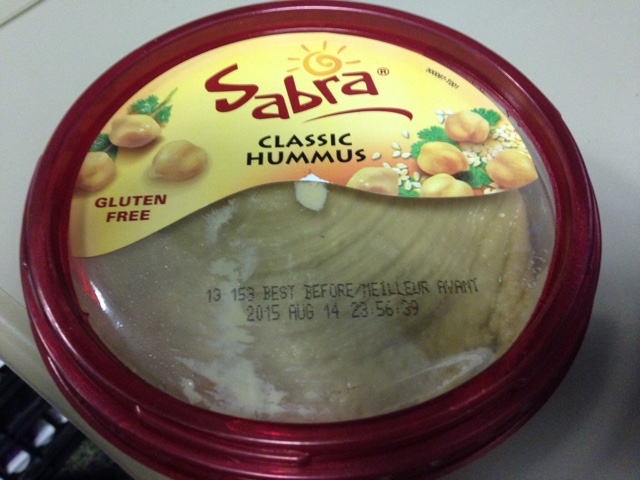 Sabra®
CLASSIC
HUMMUS
GLUTEN
FREE
13 153 BEST BEFORE/MEILLEUR AVANT
2015 AUG 14 23:56:39